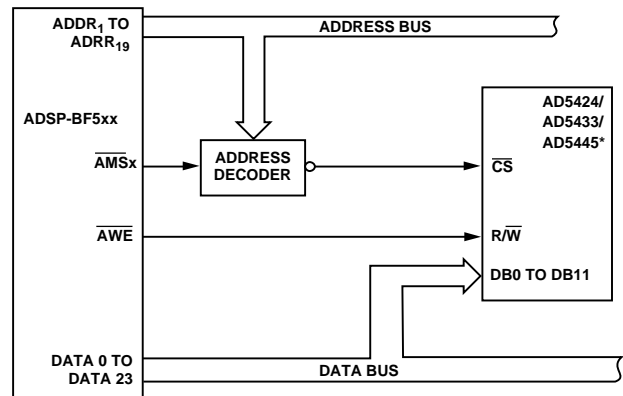 ADDR1 TO
ADRR19
ADDRESS BUS
ADSP-BF5xx
AD5424/
AD5433/
AD5445*
AMSx
ADDRESS
DECODER
CS
AWE
R/W
DB0 TO DB11
DATA 0 TO
DATA 23
DATA BUS